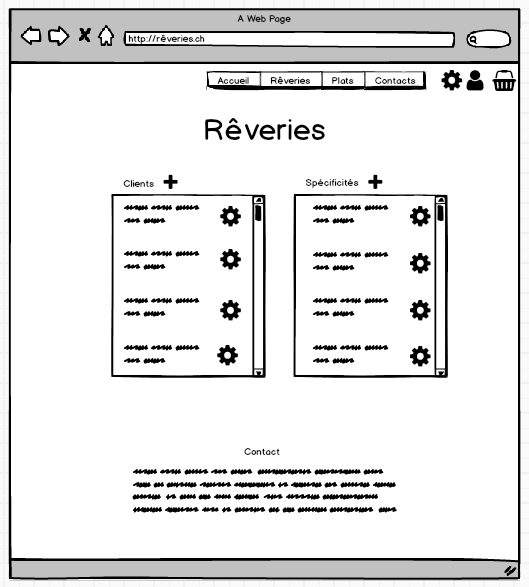 A Web Page
http://rêveries.ch
Accueil Rêveries Plats Contacts
Rêveries
Clients
Spécificités
Contact